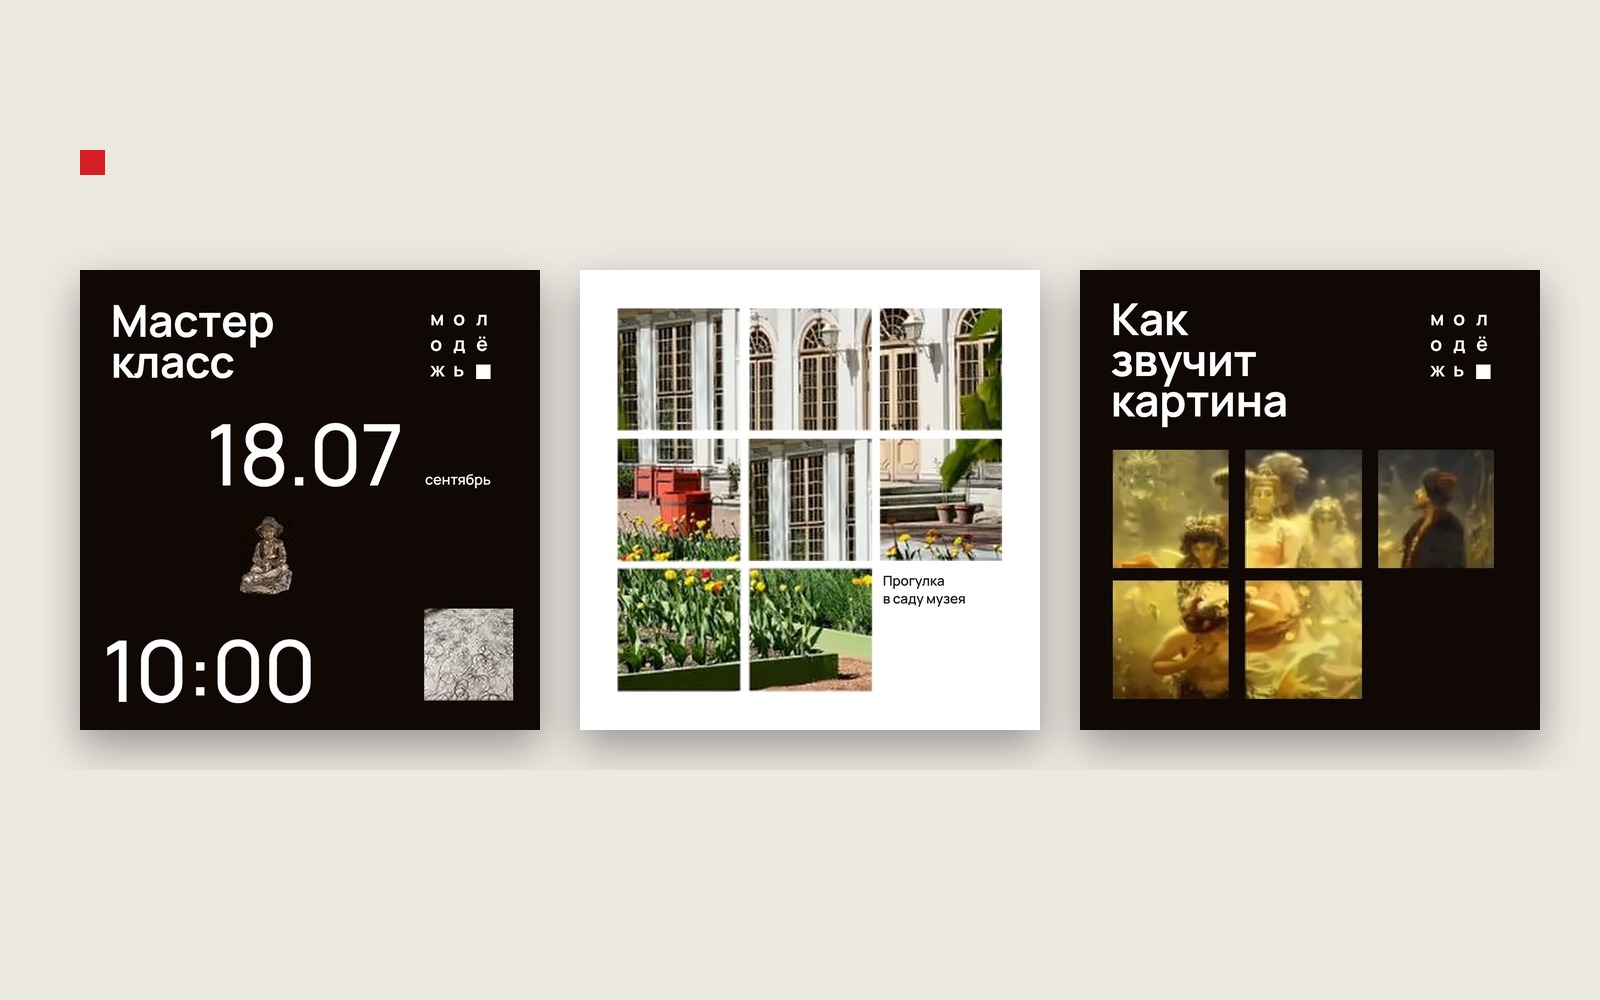 Мастер
класс
м о л
о д ё
ж ь
18.07
сентябрь
10:00
Прогулка
в саду музея
Как
звучит
картина
м о л
о д ё
ж ь